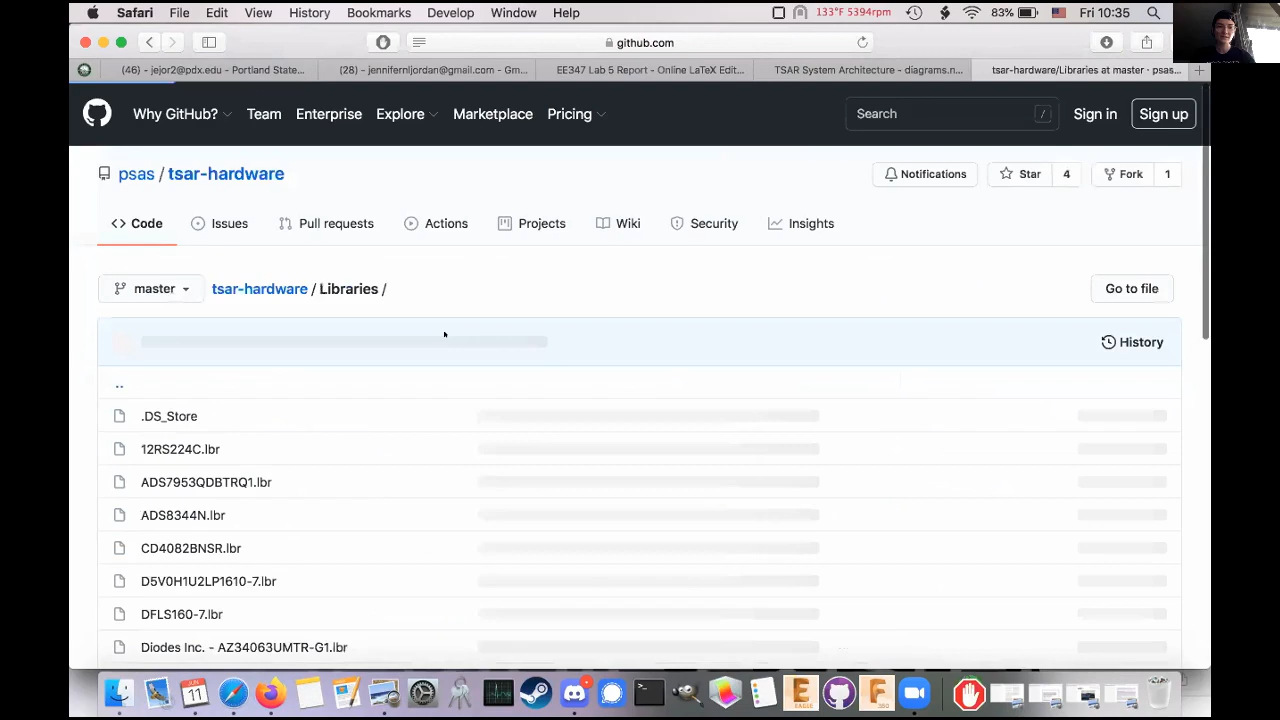 Safari File Edit View History Bookmarks Develop Window Help 133°F 5394rpm 83% Fri 10:35
github.com
(46) - jejor2@pdx.edu - Portland State...
(28) - jennifernljordan@gmail.com - Gm...
EE347 Lab 5 Report - Online LaTeX Edit...
TSAR System Architecture - diagrams.n...
tsar-hardware/Libraries at master · psas...
Why GitHub? Team Enterprise Explore Marketplace Pricing Search / Sign in Sign up
psas / tsar-hardware Notifications Star 4 Fork 1
Code Issues Pull requests Actions Projects Wiki Security Insights
master tsar-hardware / Libraries / Go to file
History
..
.DS_Store
12RS224C.lbr
ADS7953QDBTRQ1.lbr
ADS8344N.lbr
CD4082BNSR.lbr
D5V0H1U2LP1610-7.lbr
DFLS160-7.lbr
Diodes Inc. - AZ34063UMTR-G1.lbr
JUN
11
EAGLE
360